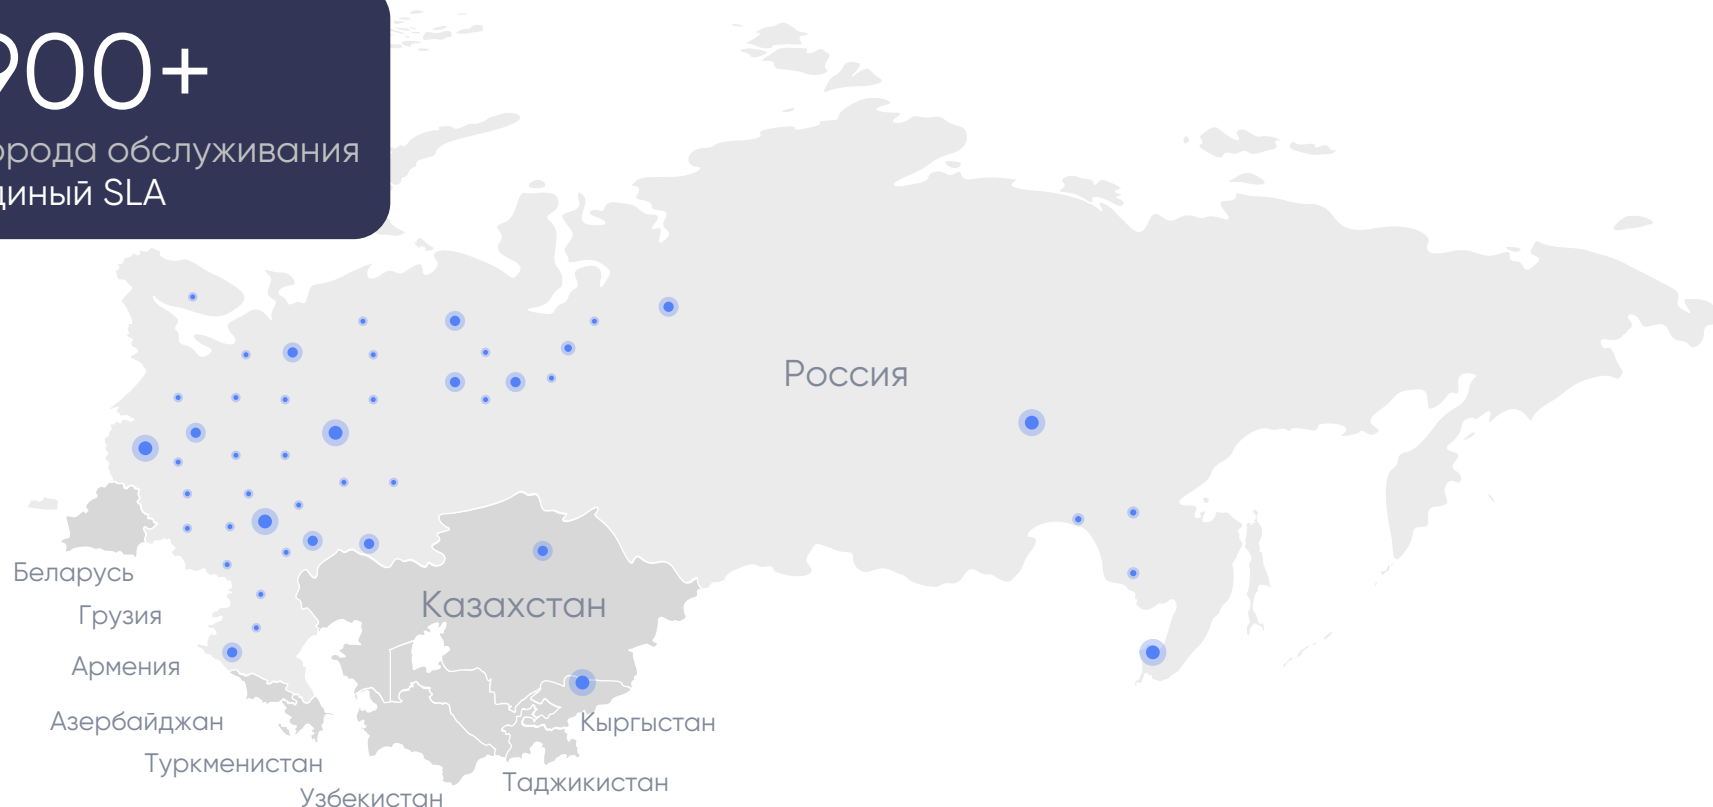 900+
орода обслуживания
диный SLA
Россия
Казахстан
Беларусь
Грузия
Армения
Азербайджан
Кыргыстан
Туркменистан
Таджикистан
Узбекистан